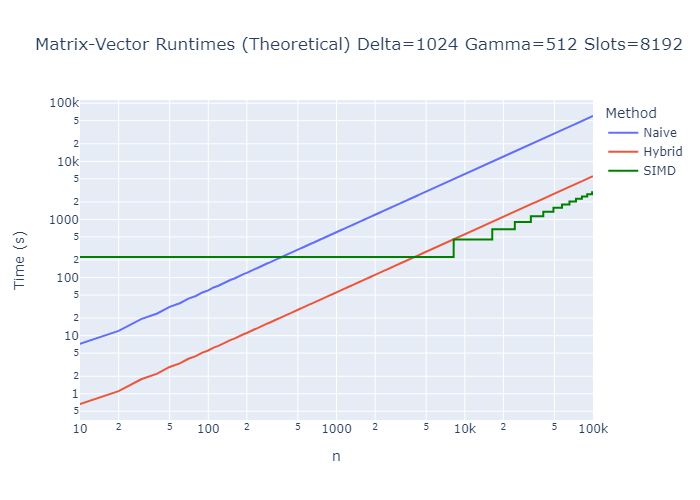 Matrix-Vector Runtimes (Theoretical) Delta=1024 Gamma=512 Slots=8192
Method
Naive
Hybrid
SIMD
Time (s)
100k
5
2
10k
5
2
1000
5
2
100
5
2
10
5
2
1
5
10 2 5 100 2 5 1000 2 5 10k 2 5 100k
n